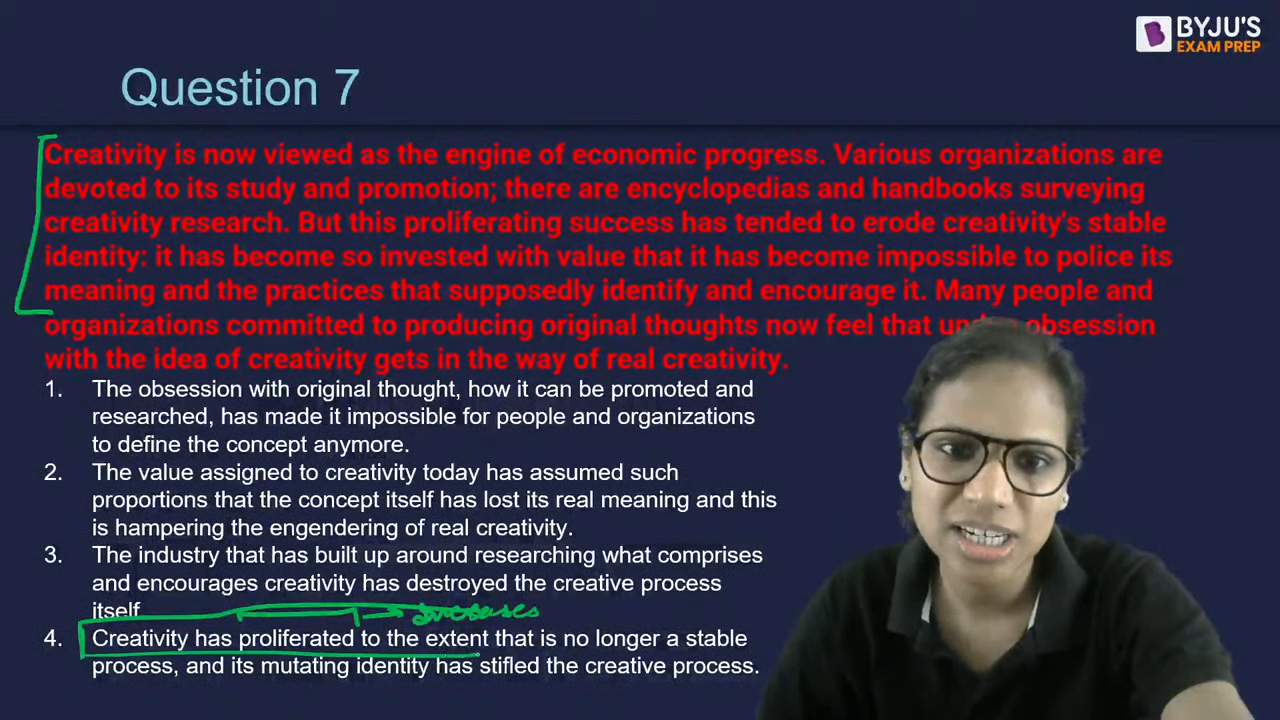 BYJU'S
EXAM PREP
Question 7
Creativity is now viewed as the engine of economic progress. Various organizations are
devoted to its study and promotion; there are encyclopedias and handbooks surveying
creativity research. But this proliferating success has tended to erode creativity's stable
identity: it has become so invested with value that it has become impossible to police its
meaning and the practices that supposedly identify and encourage it. Many people and
organizations committed to producing original thoughts now feel that obsession
with the idea of creativity gets in the way of real creativity.
1. The obsession with original thought, how it can be promoted and
researched, has made it impossible for people and organizations
to define the concept anymore.
2. The value assigned to creativity today has assumed such
proportions that the concept itself has lost its real meaning and this
is hampering the engendering of real creativity.
3. The industry that has built up around researching what comprises
and encourages creativity has destroyed the creative process
itself
increases
4. Creativity has proliferated to the extent that is no longer a stable
process, and its mutating identity has stifled the creative process.